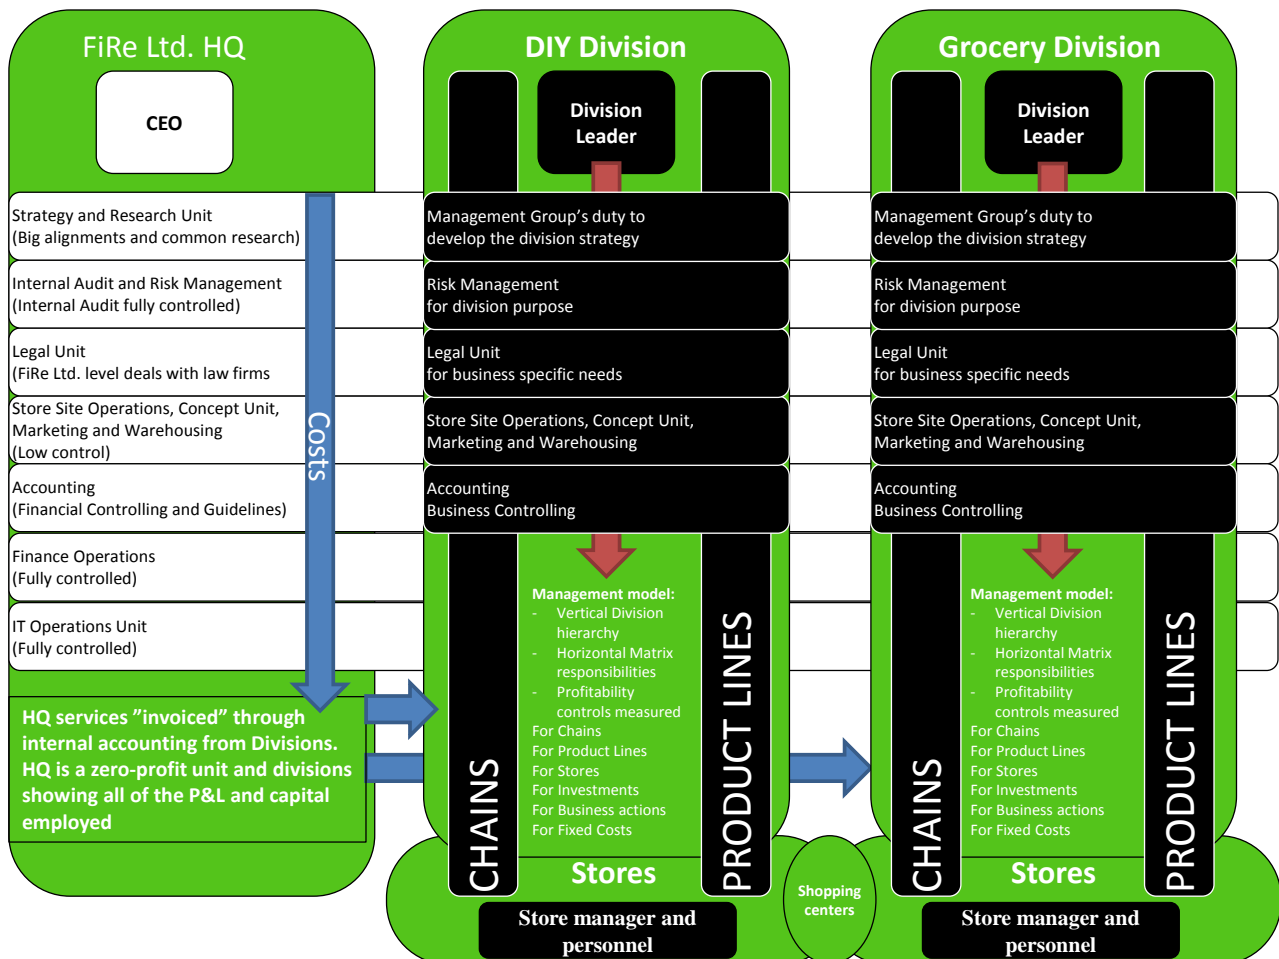 FiRe Ltd. HQ
CEO
Strategy and Research Unit
(Big alignments and common research)
Internal Audit and Risk Management
(Internal Audit fully controlled)
Legal Unit
(FiRe Ltd. level deals with law firms
Store Site Operations, Concept Unit,
Marketing and Warehousing
(Low control)
Accounting
(Financial Controlling and Guidelines)
Finance Operations
(Fully controlled)
IT Operations Unit
(Fully controlled)
Costs
HQ services ”invoiced” through
internal accounting from Divisions.
HQ is a zero-profit unit and divisions
showing all of the P&L and capital
employed
DIY Division
Division
Leader
Management Group’s duty to
develop the division strategy
Risk Management
for division purpose
Legal Unit
for business specific needs
Store Site Operations, Concept Unit,
Marketing and Warehousing
Accounting
Business Controlling
CHAINS
Management model:
- Vertical Division
hierarchy
- Horizontal Matrix
responsibilities
- Profitability
controls measured
For Chains
For Product Lines
For Stores
For Investments
For Business actions
For Fixed Costs
PRODUCT LINES
Stores
Store manager and
personnel
Shopping
centers
Grocery Division
Division
Leader
Management Group’s duty to
develop the division strategy
Risk Management
for division purpose
Legal Unit
for business specific needs
Store Site Operations, Concept Unit,
Marketing and Warehousing
Accounting
Business Controlling
CHAINS
Management model:
- Vertical Division
hierarchy
- Horizontal Matrix
responsibilities
- Profitability
controls measured
For Chains
For Product Lines
For Stores
For Investments
For Business actions
For Fixed Costs
PRODUCT LINES
Stores
Store manager and
personnel